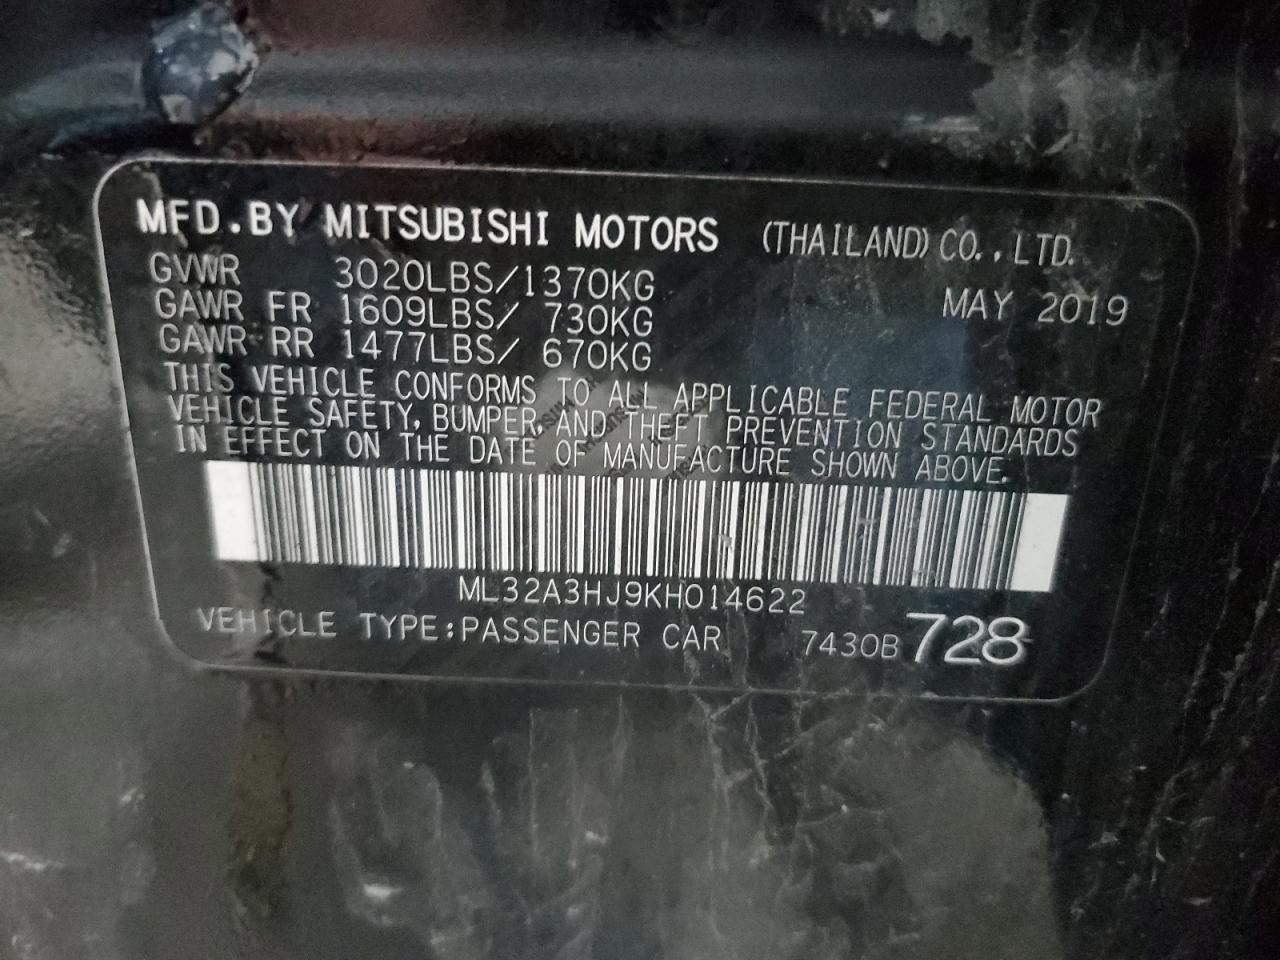 MFD.BY MITSUBISHI MOTORS (THAILAND) CO., LTD.
GVWR 3020LBS/1370KG MAY 2019
GAWR FR 1609LBS/ 730KG
GAWR RR 1477LBS/ 670KG
THIS VEHICLE CONFORMS TO ALL APPLICABLE FEDERAL MOTOR
VEHICLE SAFETY, BUMPER, AND THEFT PREVENTION STANDARDS
IN EFFECT ON THE DATE OF MANUFACTURE SHOWN ABOVE.
ML32A3HJ9KH014622
VEHICLE TYPE:PASSENGER CAR 7430B 728